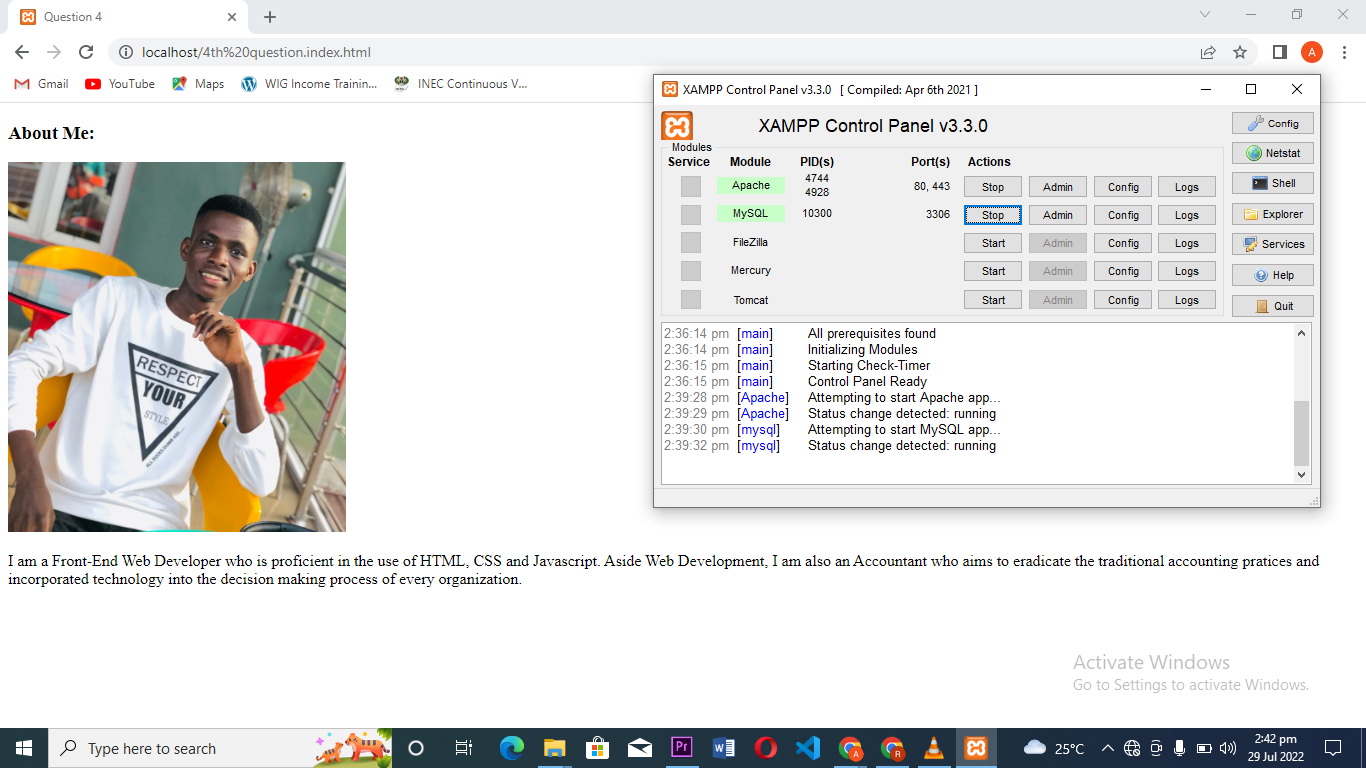 Question 4
localhost/4th%20question.index.html
A
Gmail
YouTube
Maps
WIG Income Trainin...
INEC Continuous V...
About Me:
RESPECT
YOUR
STYLE
I am a Front-End Web Developer who is proficient in the use of HTML, CSS and Javascript. Aside Web Development, I am also an Accountant who aims to eradicate the traditional accounting pratices and
incorporated technology into the decision making process of every organization.
XAMPP Control Panel v3.3.0 [ Compiled: Apr 6th 2021 ]
XAMPP Control Panel v3.3.0
Modules
Service Module PID(s) Port(s) Actions
Apache 4744 4928 80, 443 Stop Admin Config Logs
MySQL 10300 3306 Stop Admin Config Logs
FileZilla Start Admin Config Logs
Mercury Start Admin Config Logs
Tomcat Start Admin Config Logs
Config
Netstat
Shell
Explorer
Services
Help
Quit
2:36:14 pm [main] All prerequisites found
2:36:14 pm [main] Initializing Modules
2:36:15 pm [main] Starting Check-Timer
2:36:15 pm [main] Control Panel Ready
2:39:28 pm [Apache] Attempting to start Apache app...
2:39:29 pm [Apache] Status change detected: running
2:39:30 pm [mysql] Attempting to start MySQL app...
2:39:32 pm [mysql] Status change detected: running
Activate Windows
Go to Settings to activate Windows.
Type here to search
Pr
A
R
25°C
2:42 pm
29 Jul 2022